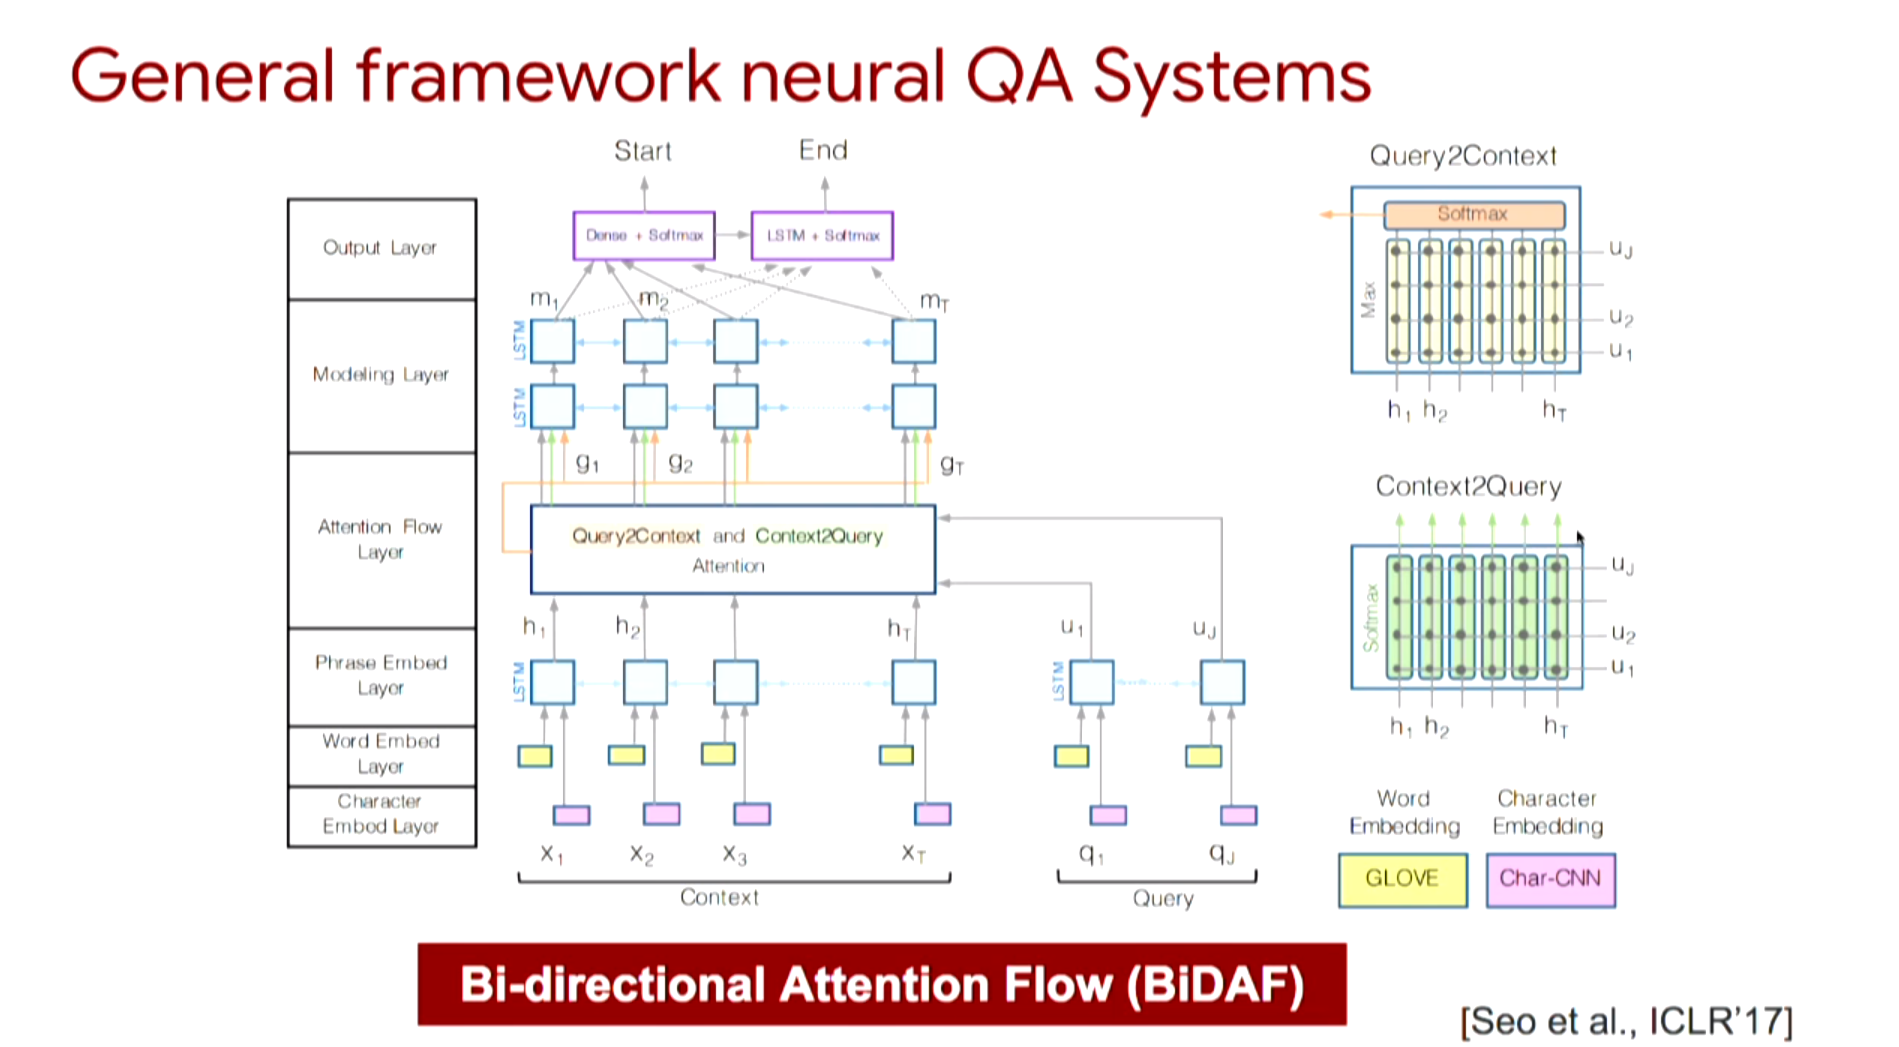 General framework neural QA Systems
Start
End
Output Layer
Dense + Softmax
LSTM + Softmax
m1
m2
mT
Modeling Layer
LSTM
LSTM
g1
g2
gT
Attention Flow
Layer
Query2Context and Context2Query
Attention
h1
h2
hT
u1
uJ
Phrase Embed
Layer
LSTM
LSTM
Word Embed
Layer
Character
Embed Layer
x1
x2
x3
xT
q1
qJ
Context
Query
Query2Context
Softmax
Max
uJ
u2
u1
h1
h2
hT
Context2Query
Softmax
uJ
u2
u1
h1
h2
hT
Word
Embedding
Character
Embedding
GLOVE
Char-CNN
Bi-directional Attention Flow (BiDAF)
[Seo et al., ICLR'17]